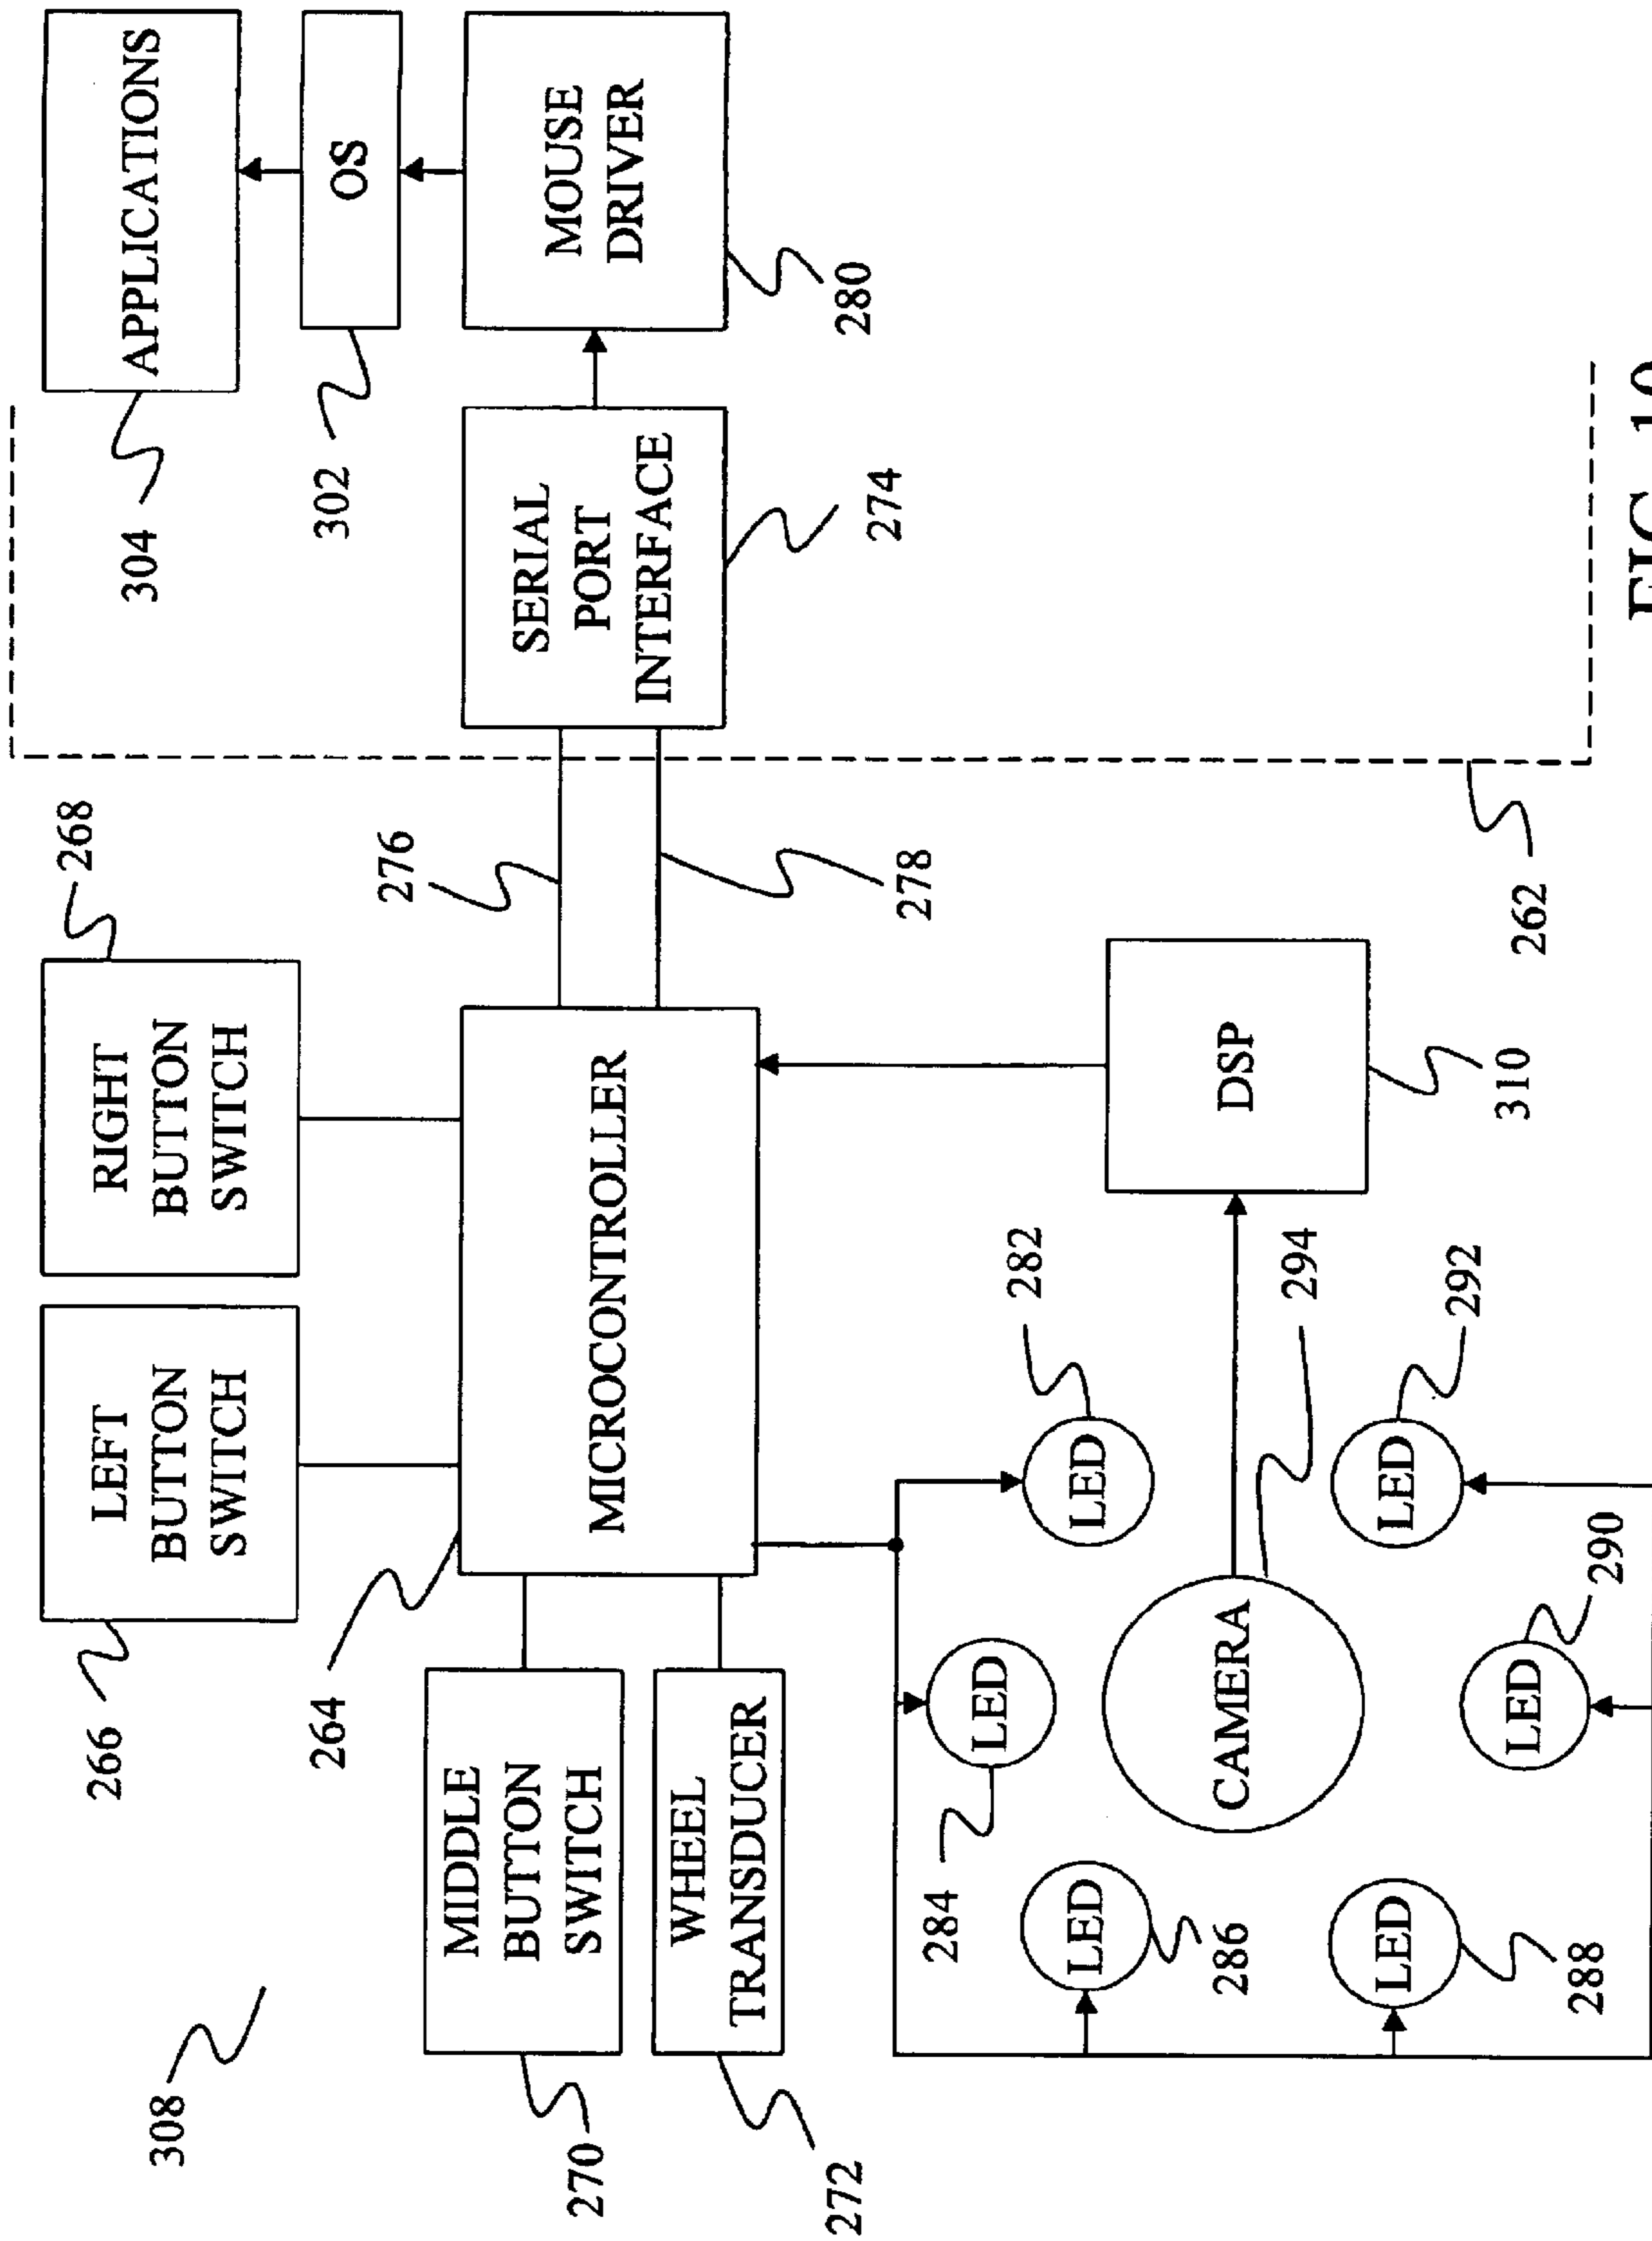 308
266
LEFT
BUTTON
SWITCH
RIGHT
BUTTON
SWITCH
268
304
APPLICATIONS
302
OS
264
276
270
MIDDLE
BUTTON
SWITCH
272
WHEEL
TRANSDUCER
MICROCONTROLLER
278
SERIAL
PORT
INTERFACE
274
MOUSE
DRIVER
280
284
LED
282
LED
286
LED
CAMERA
294
DSP
310
288
LED
LED
290
LED
292
262
FIG. 10